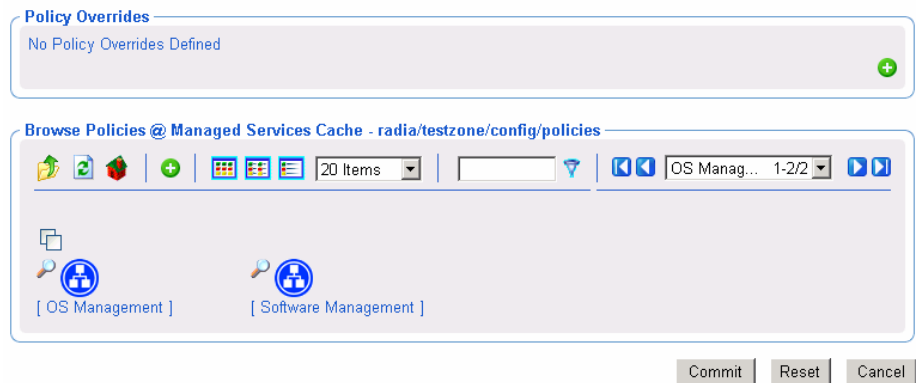 Policy Overrides
No Policy Overrides Defined
Browse Policies @ Managed Services Cache - radia/testzone/config/policies
20 Items
OS Manag... 1-2/2
[ OS Management ] [ Software Management ]
Commit Reset Cancel